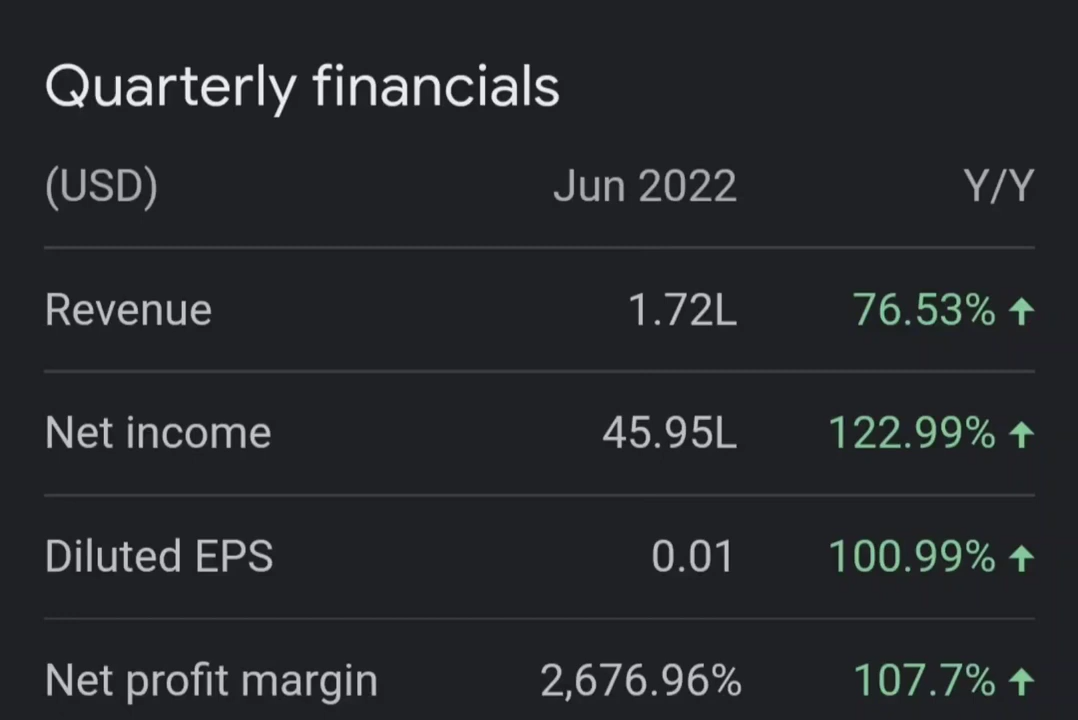 Quarterly financials
(USD) Jun 2022 Y/Y
Revenue 1.72L 76.53% ↑
Net income 45.95L 122.99% ↑
Diluted EPS 0.01 100.99% ↑
Net profit margin 2,676.96% 107.7% ↑